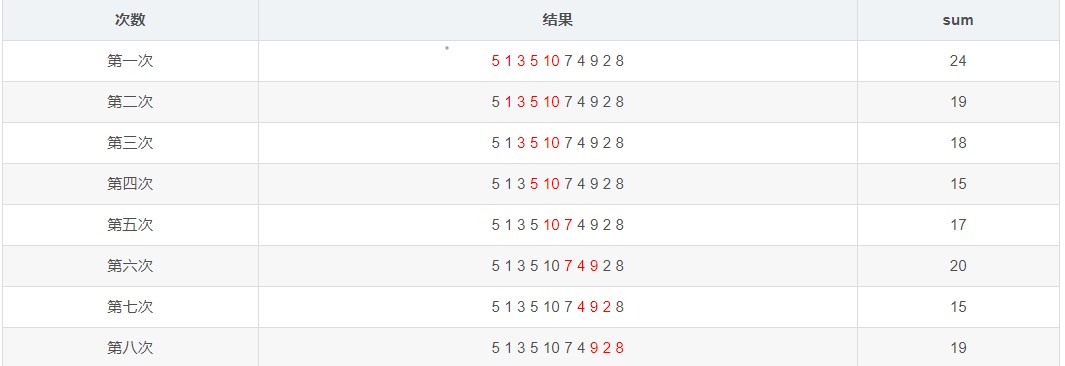 次数 结果 sum
第一次 5 1 3 5 10 7 4 9 2 8 24
第二次 5 1 3 5 10 7 4 9 2 8 19
第三次 5 1 3 5 10 7 4 9 2 8 18
第四次 5 1 3 5 10 7 4 9 2 8 15
第五次 5 1 3 5 10 7 4 9 2 8 17
第六次 5 1 3 5 10 7 4 9 2 8 20
第七次 5 1 3 5 10 7 4 9 2 8 15
第八次 5 1 3 5 10 7 4 9 2 8 19